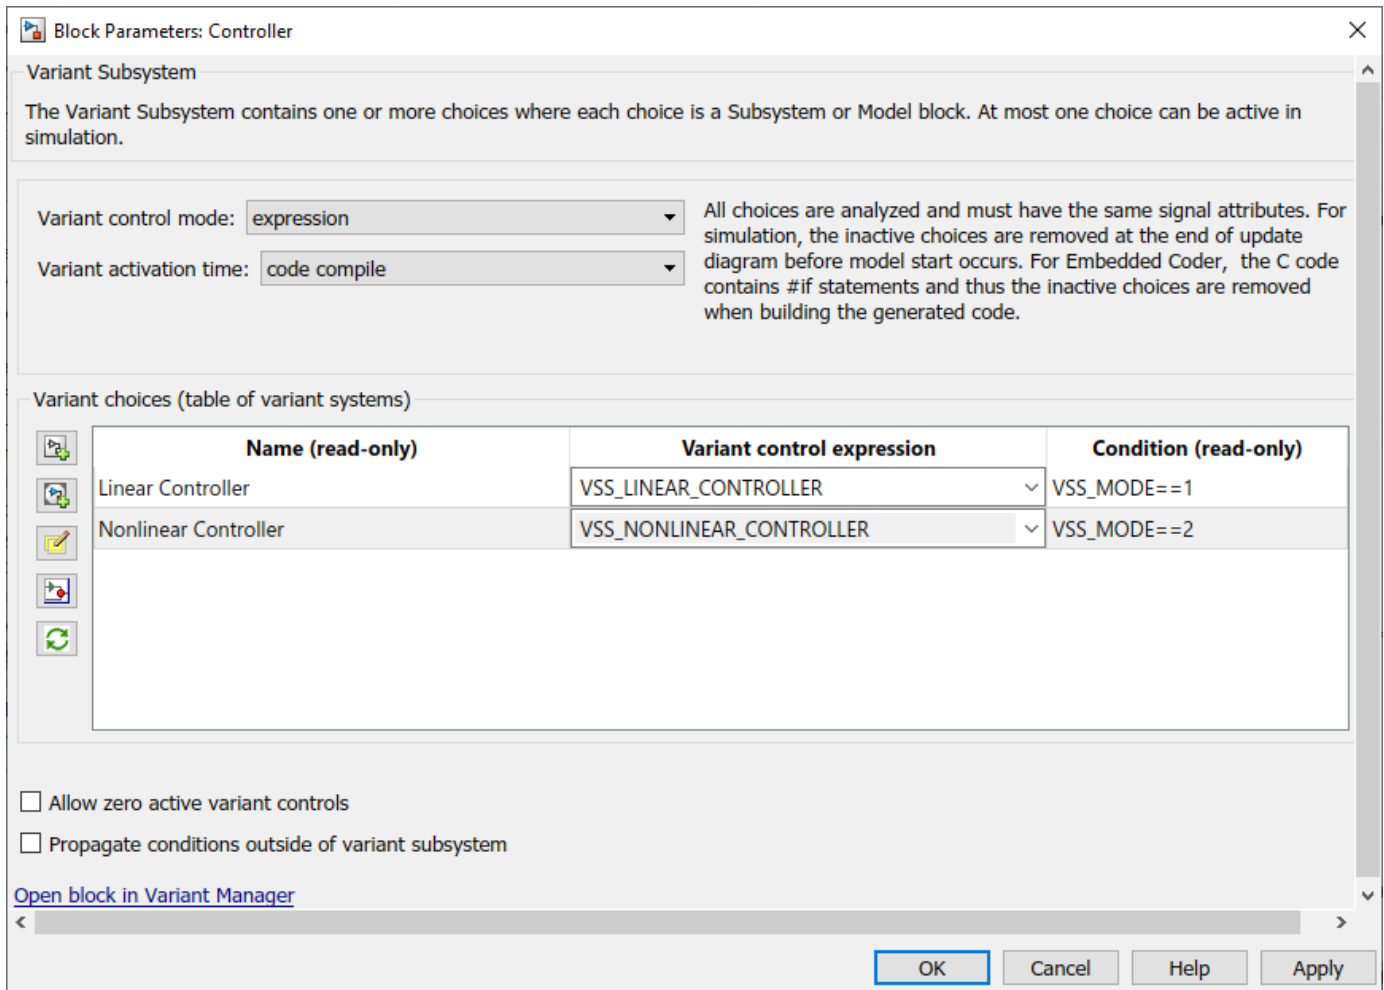 Block Parameters: Controller
Variant Subsystem
The Variant Subsystem contains one or more choices where each choice is a Subsystem or Model block. At most one choice can be active in
simulation.
Variant control mode: expression
Variant activation time: code compile
All choices are analyzed and must have the same signal attributes. For
simulation, the inactive choices are removed at the end of update
diagram before model start occurs. For Embedded Coder,  the C code
contains #if statements and thus the inactive choices are removed
when building the generated code.
Variant choices (table of variant systems)
Name (read-only) Variant control expression Condition (read-only)
Linear Controller VSS_LINEAR_CONTROLLER VSS_MODE==1
Nonlinear Controller VSS_NONLINEAR_CONTROLLER VSS_MODE==2
Allow zero active variant controls
Propagate conditions outside of variant subsystem
Open block in Variant Manager
OK Cancel Help Apply